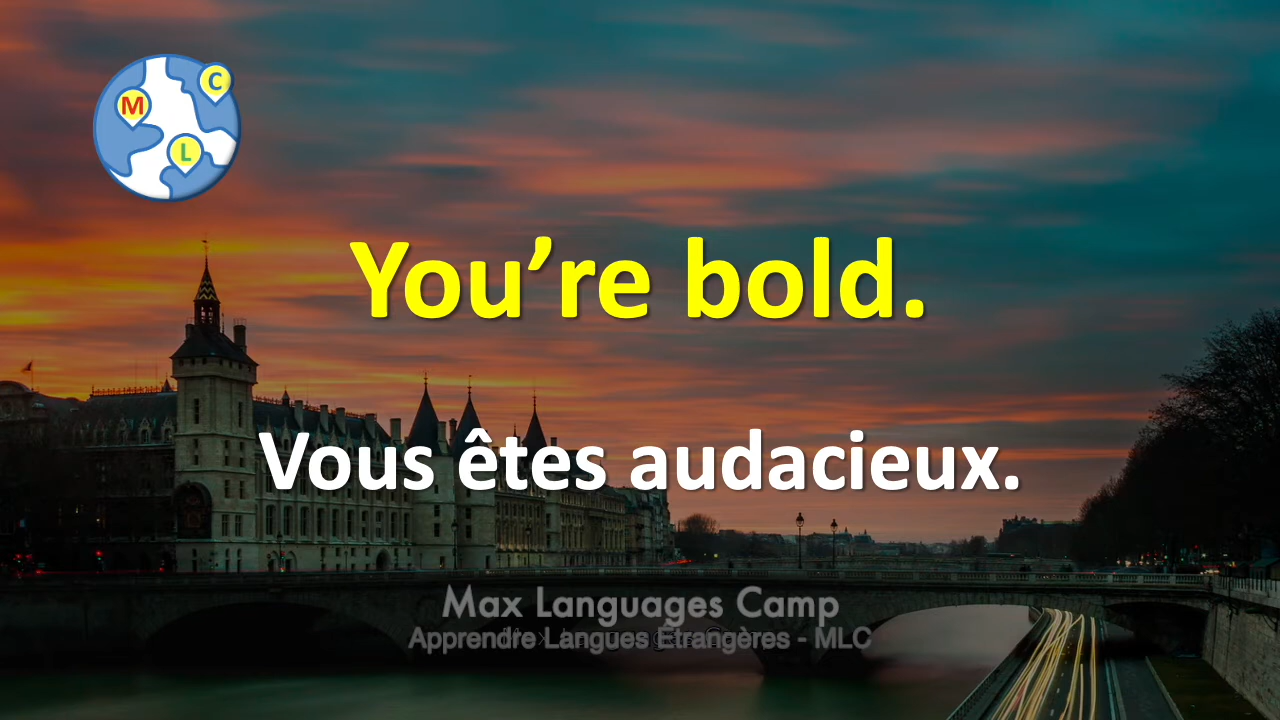 C
M
L
You’re bold.
Vous êtes audacieux.
Max Languages Camp
Apprendre Langues Étrangères - MLC